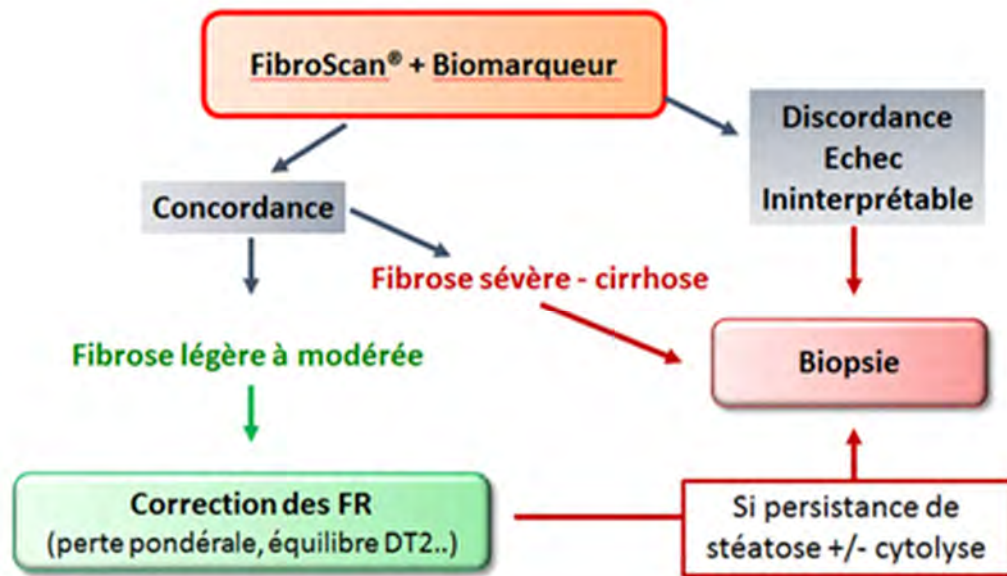 FibroScan® + Biomarqueur
Discordance
Echec
Ininterprétable
Concordance
Fibrose sévère - cirrhose
Fibrose légère à modérée
Biopsie
Correction des FR
(perte pondérale, équilibre DT2..)
Si persistance de
stéatose +/- cytolyse